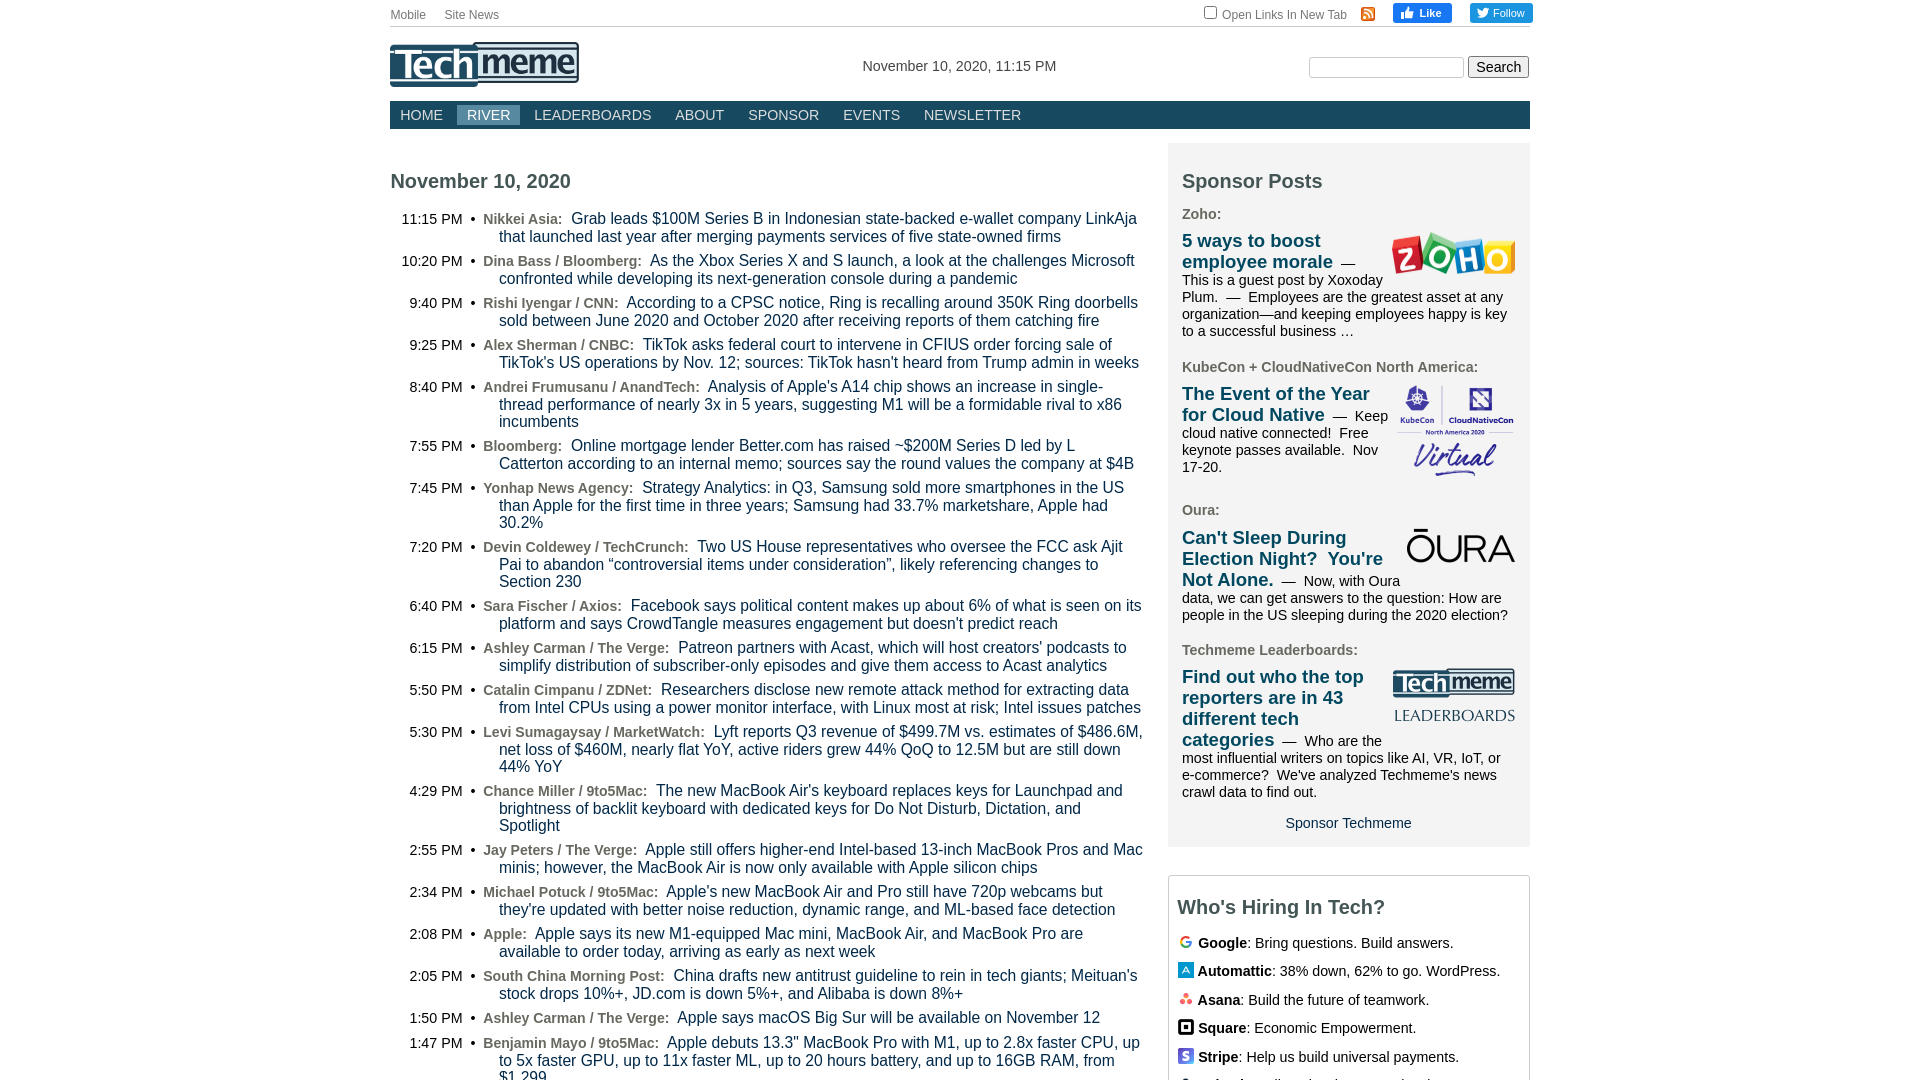 Mobile Site News Open Links In New Tab Like Follow
Techmeme November 10, 2020, 11:15 PM Search
HOME RIVER LEADERBOARDS ABOUT SPONSOR EVENTS NEWSLETTER
November 10, 2020
11:15 PM • Nikkei Asia: Grab leads $100M Series B in Indonesian state-backed e-wallet company LinkAja
that launched last year after merging payments services of five state-owned firms
10:20 PM • Dina Bass / Bloomberg: As the Xbox Series X and S launch, a look at the challenges Microsoft
confronted while developing its next-generation console during a pandemic
9:40 PM • Rishi Iyengar / CNN: According to a CPSC notice, Ring is recalling around 350K Ring doorbells
sold between June 2020 and October 2020 after receiving reports of them catching fire
9:25 PM • Alex Sherman / CNBC: TikTok asks federal court to intervene in CFIUS order forcing sale of
TikTok's US operations by Nov. 12; sources: TikTok hasn't heard from Trump admin in weeks
8:40 PM • Andrei Frumusanu / AnandTech: Analysis of Apple's A14 chip shows an increase in single-
thread performance of nearly 3x in 5 years, suggesting M1 will be a formidable rival to x86
incumbents
7:55 PM • Bloomberg: Online mortgage lender Better.com has raised ~$200M Series D led by L
Catterton according to an internal memo; sources say the round values the company at $4B
7:45 PM • Yonhap News Agency: Strategy Analytics: in Q3, Samsung sold more smartphones in the US
than Apple for the first time in three years; Samsung had 33.7% marketshare, Apple had
30.2%
7:20 PM • Devin Coldewey / TechCrunch: Two US House representatives who oversee the FCC ask Ajit
Pai to abandon “controversial items under consideration”, likely referencing changes to
Section 230
6:40 PM • Sara Fischer / Axios: Facebook says political content makes up about 6% of what is seen on its
platform and says CrowdTangle measures engagement but doesn't predict reach
6:15 PM • Ashley Carman / The Verge: Patreon partners with Acast, which will host creators' podcasts to
simplify distribution of subscriber-only episodes and give them access to Acast analytics
5:50 PM • Catalin Cimpanu / ZDNet: Researchers disclose new remote attack method for extracting data
from Intel CPUs using a power monitor interface, with Linux most at risk; Intel issues patches
5:30 PM • Levi Sumagaysay / MarketWatch: Lyft reports Q3 revenue of $499.7M vs. estimates of $486.6M,
net loss of $460M, nearly flat YoY, active riders grew 44% QoQ to 12.5M but are still down
44% YoY
4:29 PM • Chance Miller / 9to5Mac: The new MacBook Air's keyboard replaces keys for Launchpad and
brightness of backlit keyboard with dedicated keys for Do Not Disturb, Dictation, and
Spotlight
2:55 PM • Jay Peters / The Verge: Apple still offers higher-end Intel-based 13-inch MacBook Pros and Mac
minis; however, the MacBook Air is now only available with Apple silicon chips
2:34 PM • Michael Potuck / 9to5Mac: Apple's new MacBook Air and Pro still have 720p webcams but
they're updated with better noise reduction, dynamic range, and ML-based face detection
2:08 PM • Apple: Apple says its new M1-equipped Mac mini, MacBook Air, and MacBook Pro are
available to order today, arriving as early as next week
2:05 PM • South China Morning Post: China drafts new antitrust guideline to rein in tech giants; Meituan's
stock drops 10%+, JD.com is down 5%+, and Alibaba is down 8%+
1:50 PM • Ashley Carman / The Verge: Apple says macOS Big Sur will be available on November 12
1:47 PM • Benjamin Mayo / 9to5Mac: Apple debuts 13.3" MacBook Pro with M1, up to 2.8x faster CPU, up
to 5x faster GPU, up to 11x faster ML, up to 20 hours battery, and up to 16GB RAM, from
$1,299
Sponsor Posts
Zoho:
5 ways to boost
employee morale —
ZOHO
This is a guest post by Xoxoday
Plum. — Employees are the greatest asset at any
organization—and keeping employees happy is key
to a successful business …
KubeCon + CloudNativeCon North America:
The Event of the Year
for Cloud Native — Keep
cloud native connected! Free
keynote passes available. Nov
17-20.
KubeCon CloudNativeCon
North America 2020
Virtual
Oura:
Can't Sleep During
Election Night? You're
Not Alone. — Now, with Oura
ŌURA
data, we can get answers to the question: How are
people in the US sleeping during the 2020 election?
Techmeme Leaderboards:
Find out who the top
reporters are in 43
different tech
categories — Who are the
Techmeme
LEADERBOARDS
most influential writers on topics like AI, VR, IoT, or
e-commerce? We've analyzed Techmeme's news
crawl data to find out.
Sponsor Techmeme
Who's Hiring In Tech?
Google: Bring questions. Build answers.
Automattic: 38% down, 62% to go. WordPress.
Asana: Build the future of teamwork.
Square: Economic Empowerment.
Stripe: Help us build universal payments.